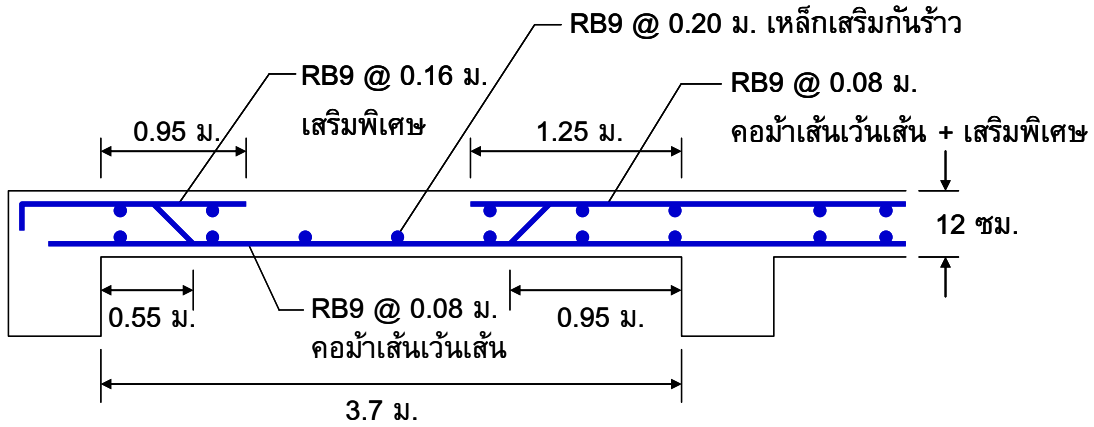 RB9 @ 0.20 ม. เหล็กเสริมกันร้าว
RB9 @ 0.16 ม.
เสริมพิเศษ
RB9 @ 0.08 ม.
คอม้าเส้นเว้นเส้น + เสริมพิเศษ
0.95 ม.
1.25 ม.
12 ซม.
0.55 ม.
RB9 @ 0.08 ม.
คอม้าเส้นเว้นเส้น
0.95 ม.
3.7 ม.